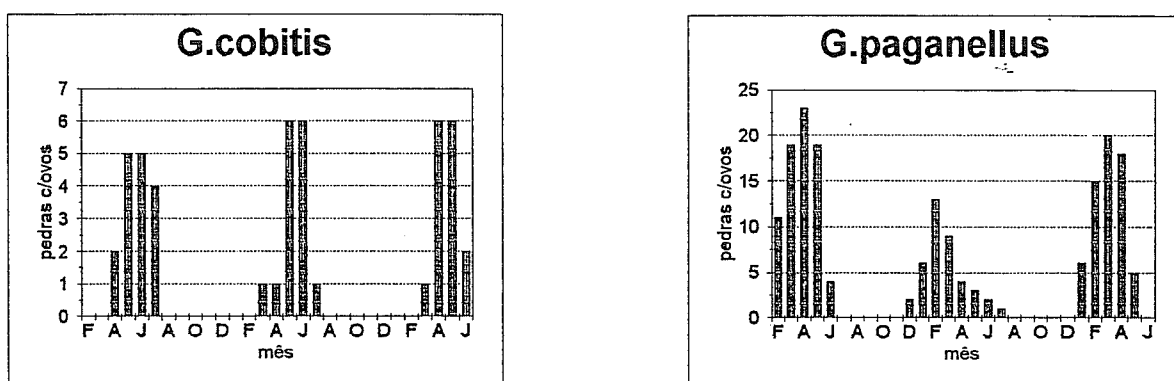 G.cobitis
7
6
5
4
3
2
1
0
pedras c/ovos
F A J A O D F A J A O D F A J
mês
G.paganellus
25
20
15
10
5
0
pedras c/ovos
F A J A O D F A J A O D F A J
mês